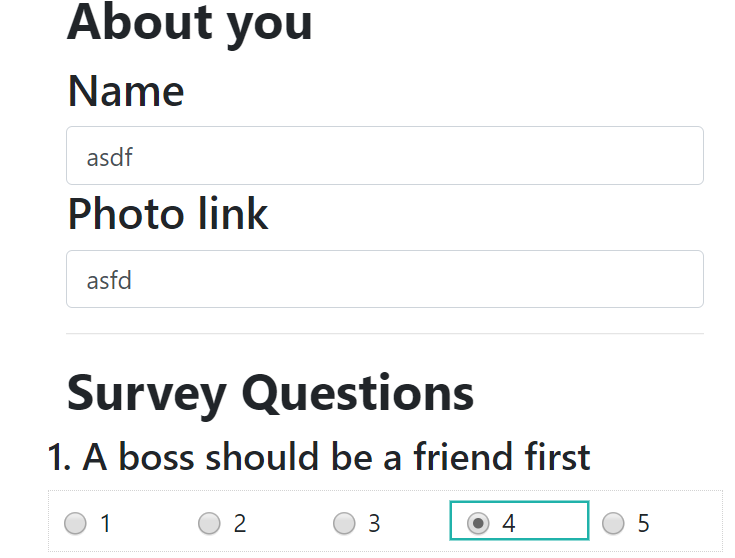 About you
Name
asdf
Photo link
asfd
Survey Questions
1. A boss should be a friend first
1 2 3 4 5